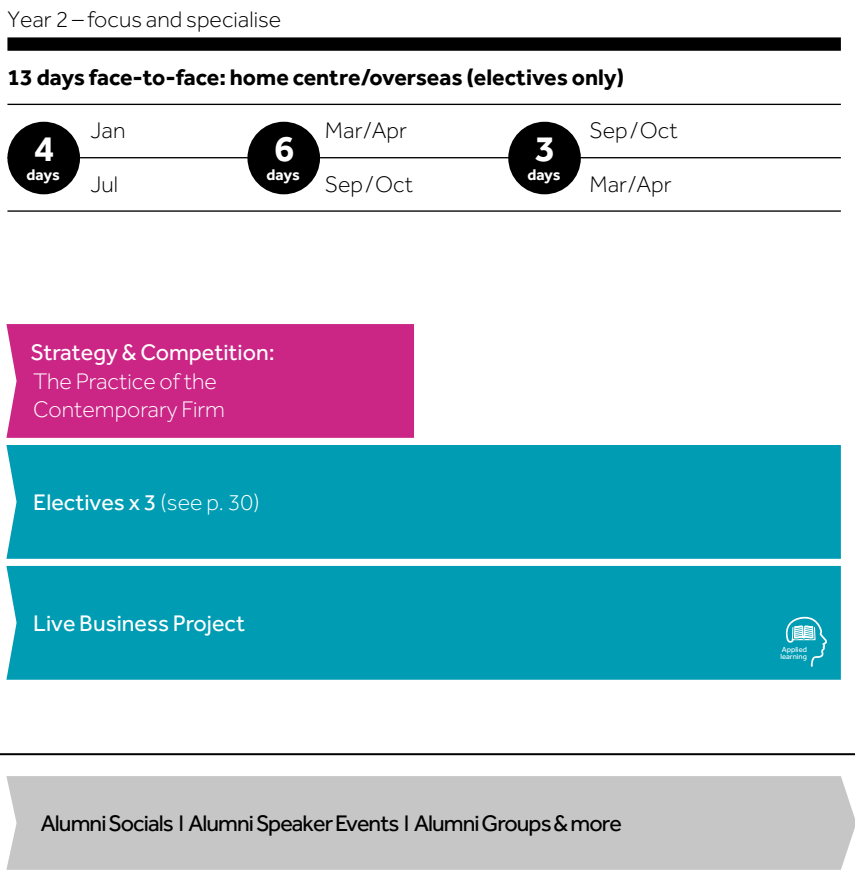 Year 2 – focus and specialise
13 days face-to-face: home centre/overseas (electives only)
4 days
Jan
Jul
6 days
Mar/Apr
Sep/Oct
3 days
Sep/Oct
Mar/Apr
Strategy & Competition:
The Practice of the
Contemporary Firm
Electives x 3 (see p. 30)
Live Business Project
Applied
learning
Alumni Socials I Alumni Speaker Events I Alumni Groups & more